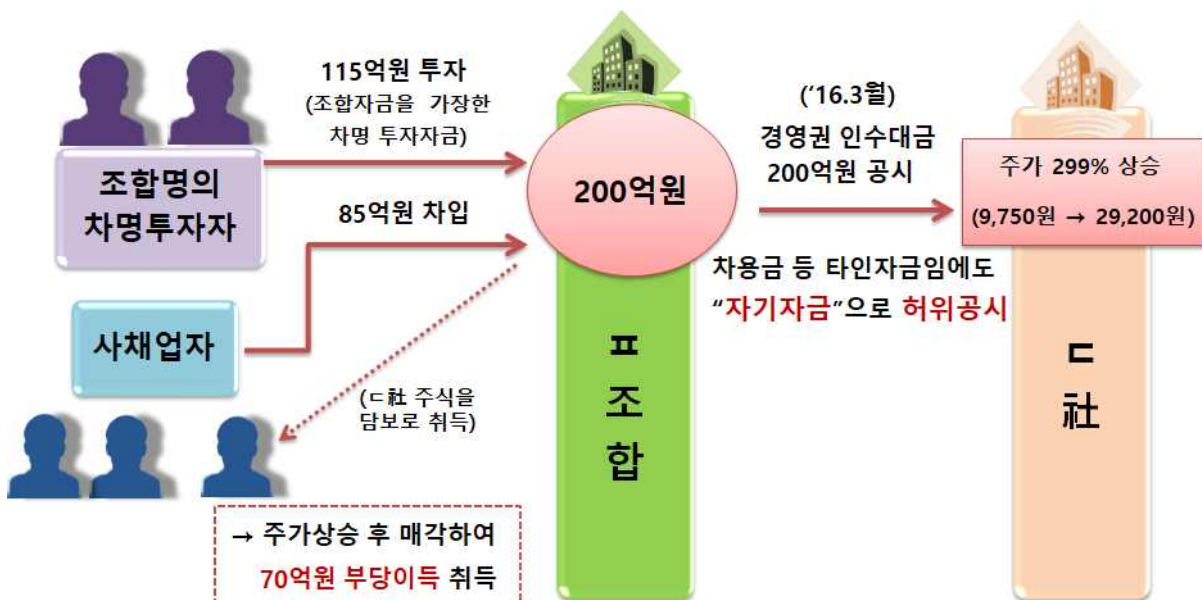 115억원 투자
(조합자금을 가장한
차명 투자자금)
조합명의
차명투자자
85억원 차입
사채업자
(ㄷ社 주식을
담보로 취득)
→ 주가상승 후 매각하여
70억원 부당이득 취득
200억원
ㅍ
조
합
('16.3월)
경영권 인수대금
200억원 공시
차용금 등 타인자금임에도
“자기자금”으로 허위공시
주가 299% 상승
(9,750원 → 29,200원)
ㄷ
社